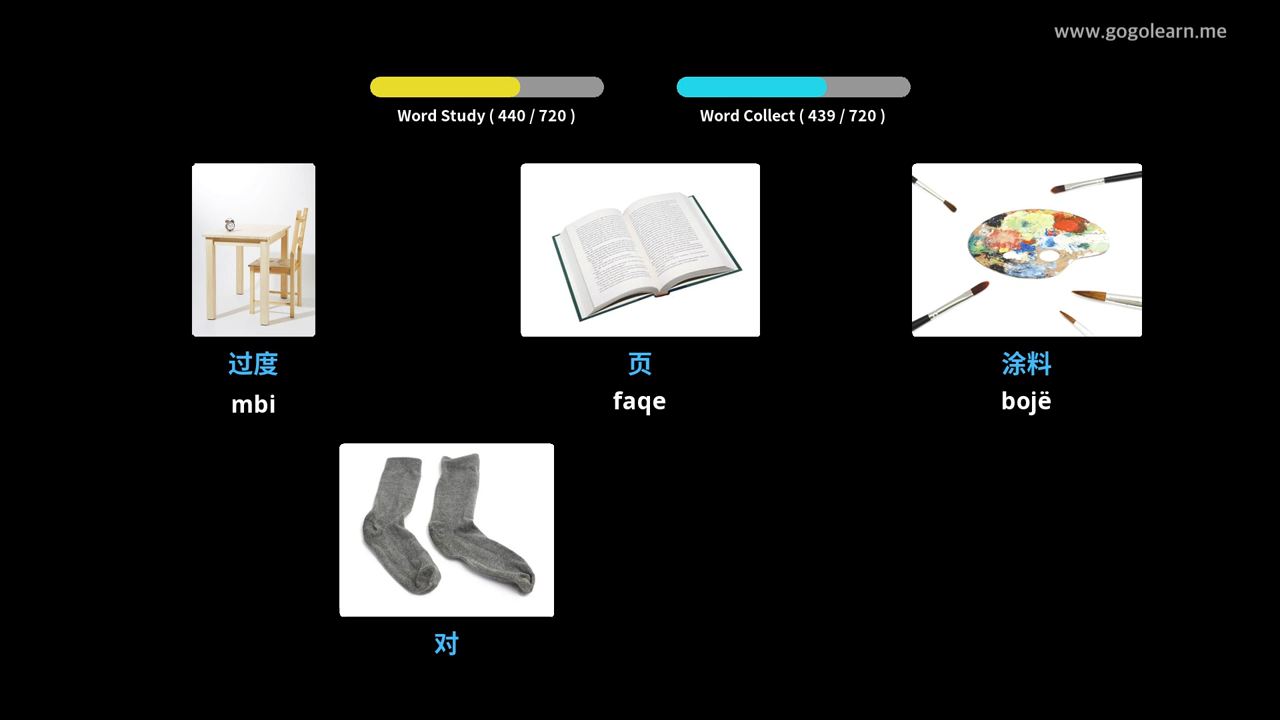 www.gogolearn.me
Word Study ( 440 / 720 )
Word Collect ( 439 / 720 )
过度
页
涂料
mbi
faqe
bojë
对